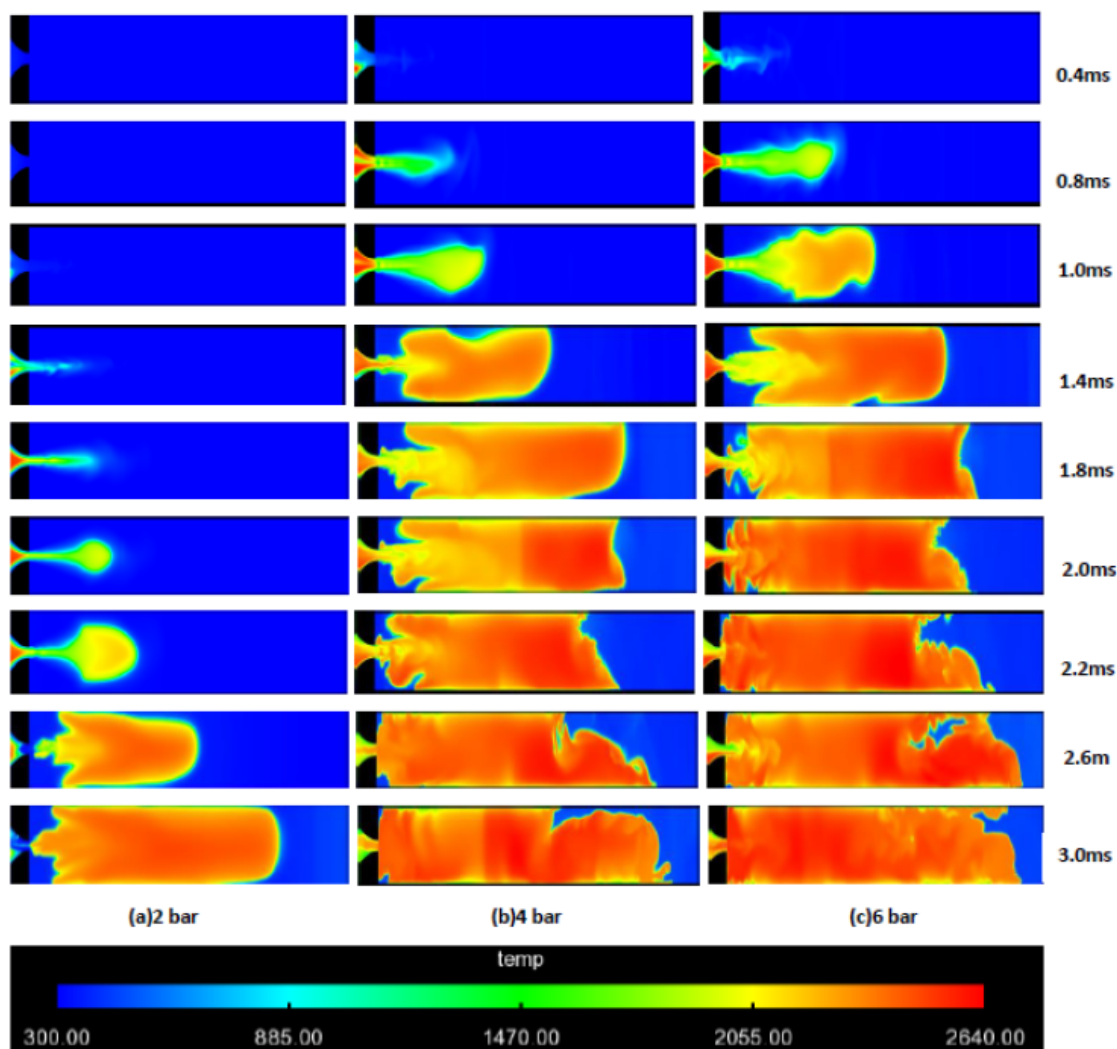 0.4ms
0.8ms
1.0ms
1.4ms
1.8ms
2.0ms
2.2ms
2.6m
3.0ms
(a)2 bar (b)4 bar (c)6 bar
temp
300.00 885.00 1470.00 2055.00 2640.00